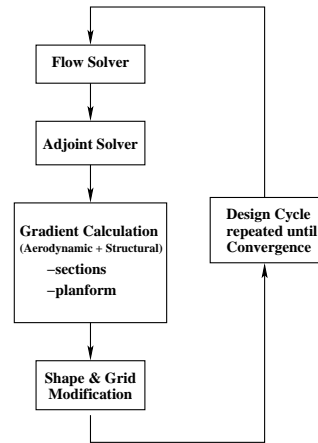 Flow Solver
Adjoint Solver
Gradient Calculation
(Aerodynamic + Structural)
−sections
−planform
Shape & Grid
Modification
Design Cycle
repeated until
Convergence